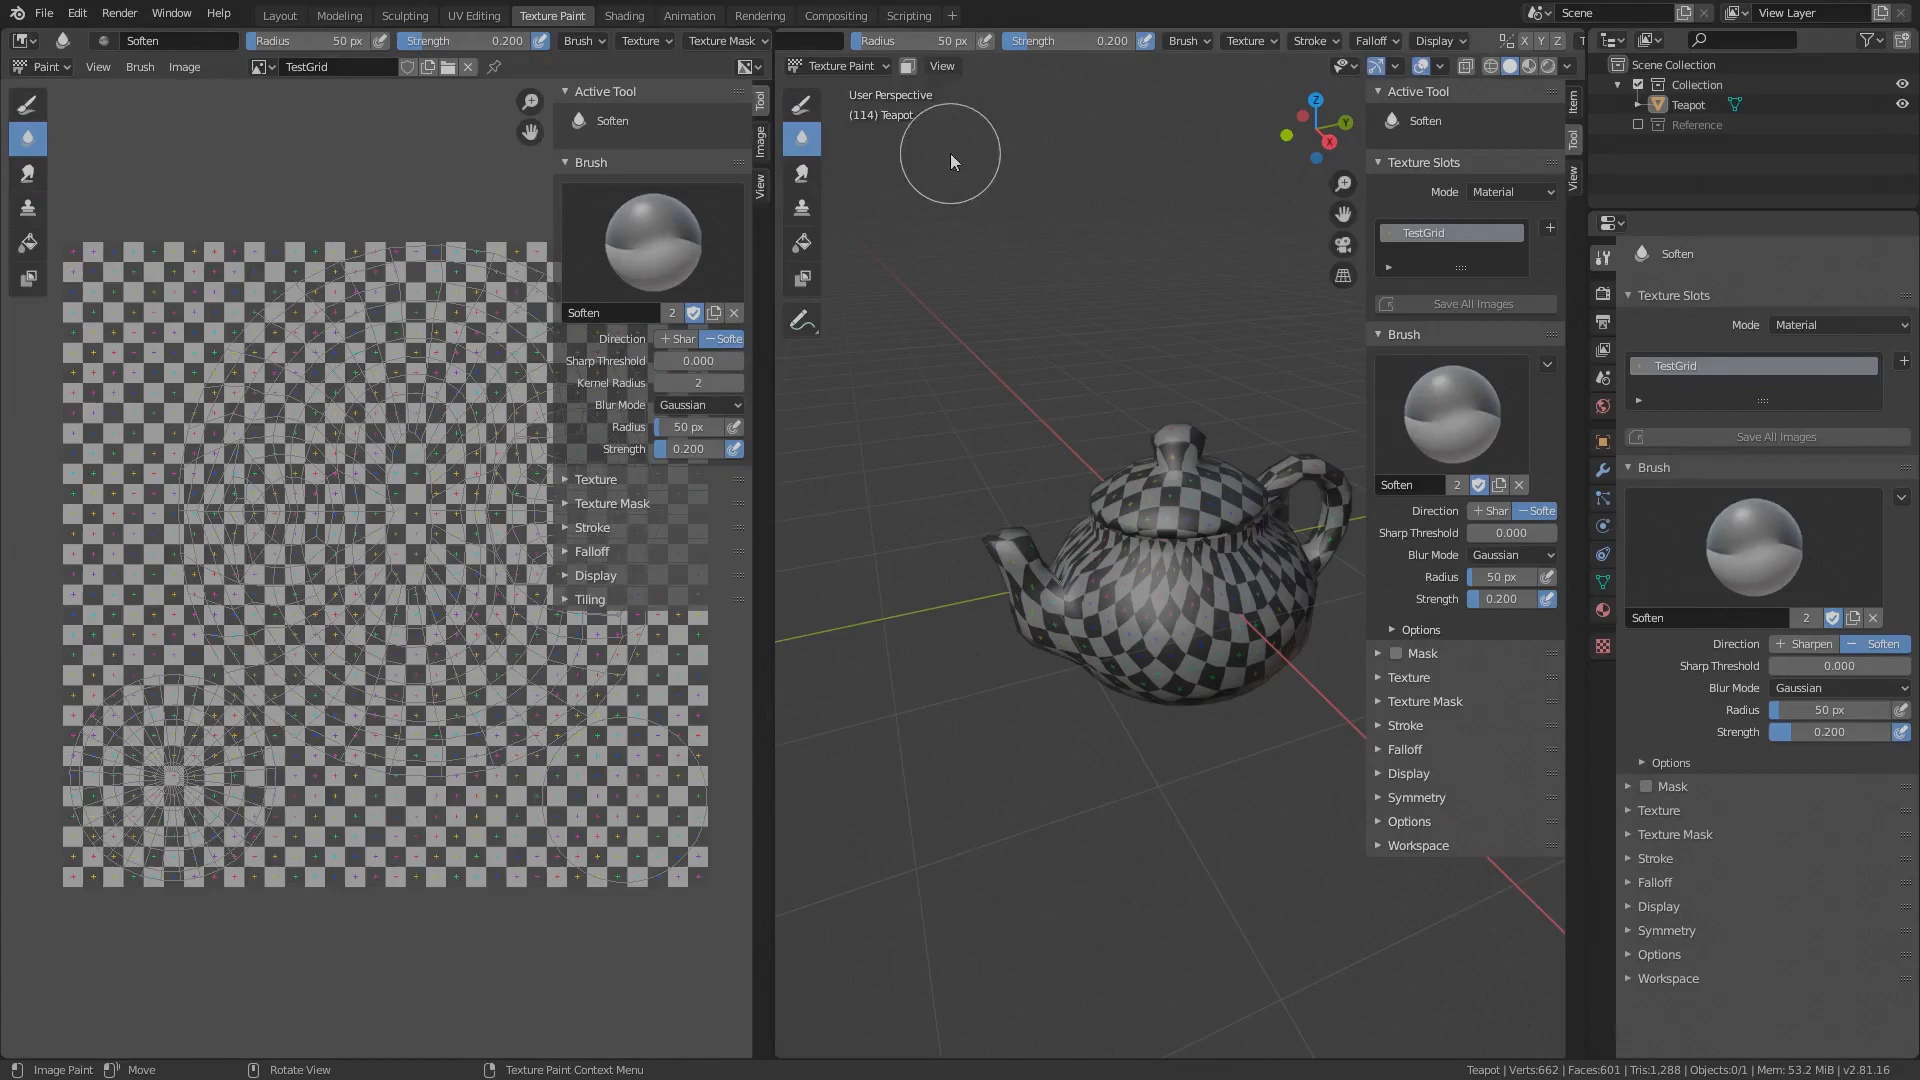 File Edit Render Window Help Layout Modeling Sculpting UV Editing Texture Paint Shading Animation Rendering Compositing Scripting + Scene View Layer
Soften Radius 50 px Strength 0.200 Brush Texture Texture Mask Radius 50 px Strength 0.200 Brush Texture Stroke Falloff Display X Y Z
Paint View Brush Image TestGrid Texture Paint View
Active Tool
Soften
Brush
Soften 2
Direction + Shar − Softe
Sharp Threshold 0.000
Kernel Radius 2
Blur Mode Gaussian
Radius 50 px
Strength 0.200
Texture
Texture Mask
Stroke
Falloff
Display
Tiling
Tool
Image
View
User Perspective
(114) Teapot
Z
Y
X
Active Tool
Soften
Texture Slots
Mode Material
TestGrid
Save All Images
Brush
Soften 2
Direction + Shar − Softe
Sharp Threshold 0.000
Blur Mode Gaussian
Radius 50 px
Strength 0.200
Options
Mask
Texture
Texture Mask
Stroke
Falloff
Display
Symmetry
Options
Workspace
Item
Tool
View
Scene Collection
Collection
Teapot
Reference
Soften
Texture Slots
Mode Material
TestGrid
Save All Images
Brush
Soften 2
Direction + Sharpen − Soften
Sharp Threshold 0.000
Blur Mode Gaussian
Radius 50 px
Strength 0.200
Options
Mask
Texture
Texture Mask
Stroke
Falloff
Display
Symmetry
Options
Workspace
Image Paint Move Rotate View Texture Paint Context Menu Teapot | Verts:662 | Faces:601 | Tris:1,288 | Objects:0/1 | Mem: 53.2 MiB | v2.81.16